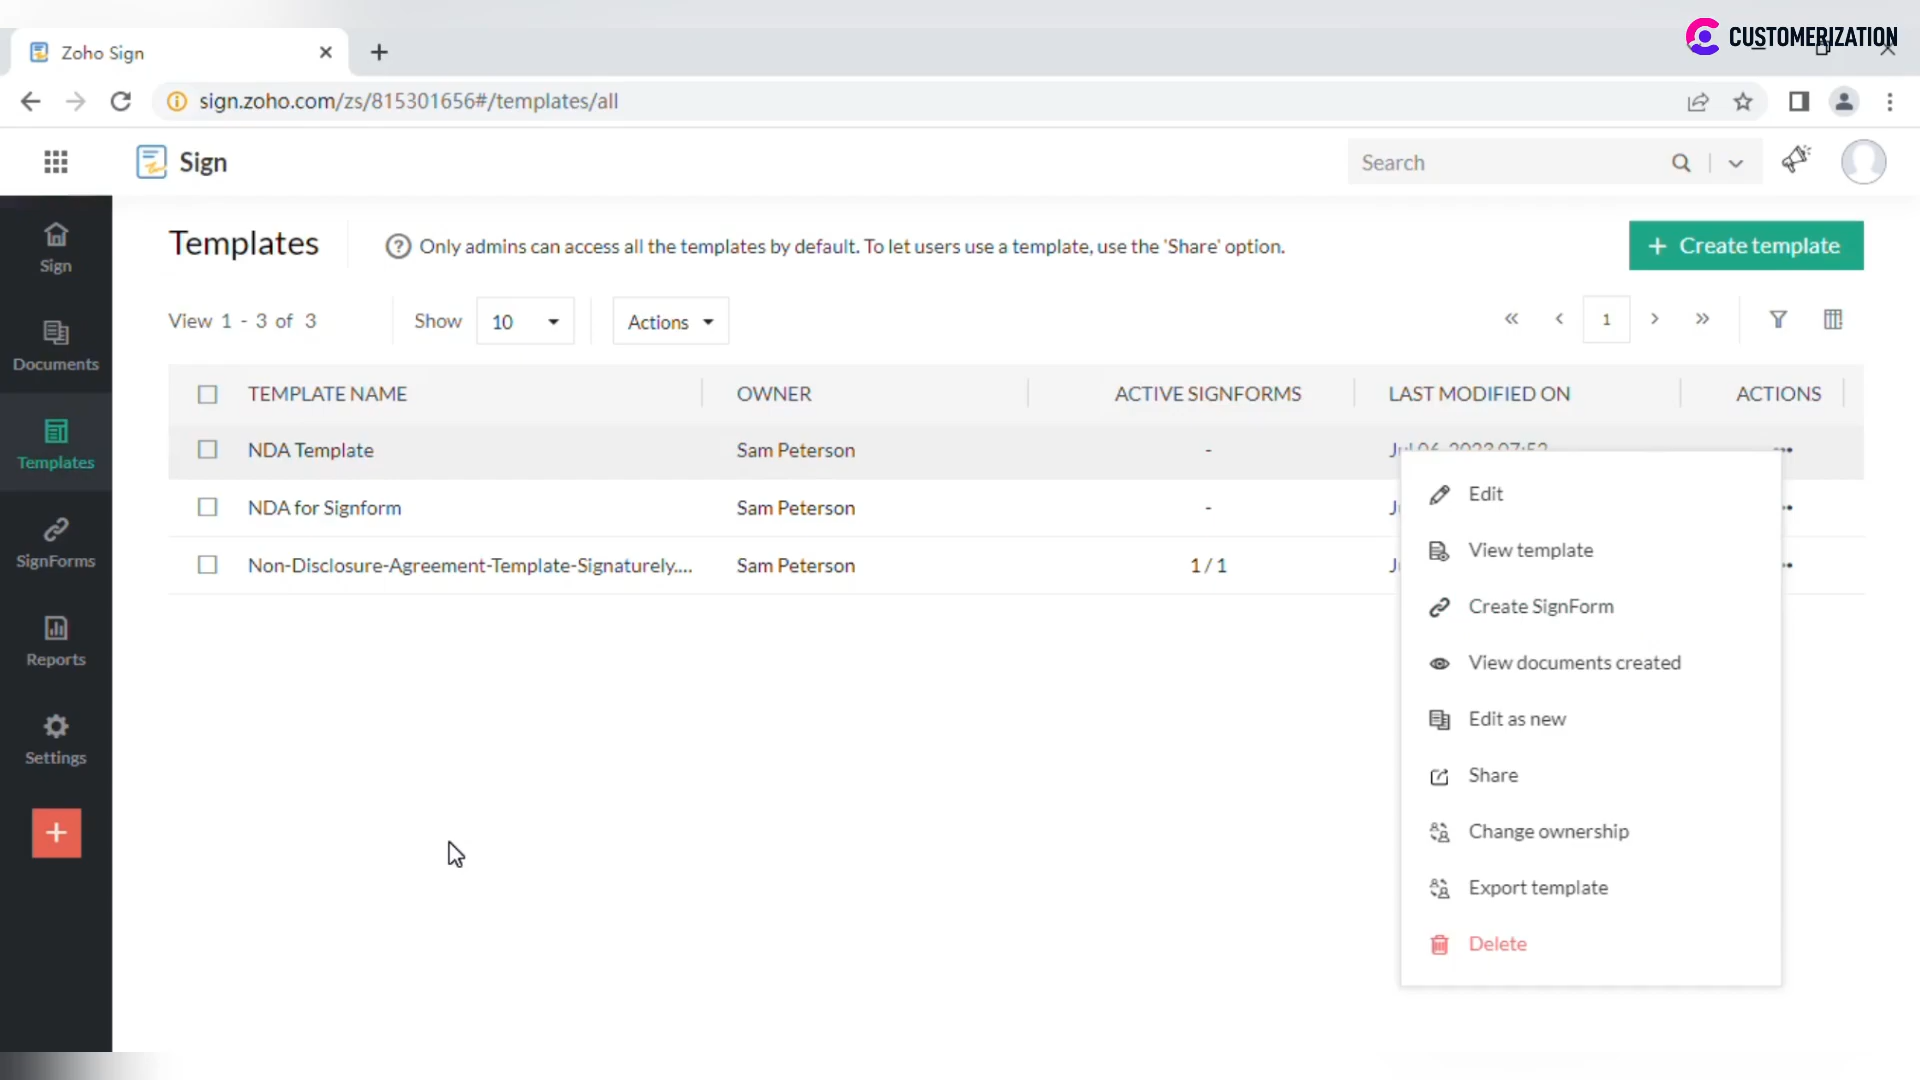 CUSTOMERIZATION
Zoho Sign
sign.zoho.com/zs/815301656#/templates/all
Sign
Search
Sign
Documents
Templates
SignForms
Reports
Settings
Templates
Only admins can access all the templates by default. To let users use a template, use the 'Share' option.
+ Create template
View 1 - 3 of 3
Show 10
Actions
1
TEMPLATE NAME OWNER ACTIVE SIGNFORMS LAST MODIFIED ON ACTIONS
NDA Template Sam Peterson -
NDA for Signform Sam Peterson -
Non-Disclosure-Agreement-Template-Signaturely.... Sam Peterson 1 / 1
Edit
View template
Create SignForm
View documents created
Edit as new
Share
Change ownership
Export template
Delete